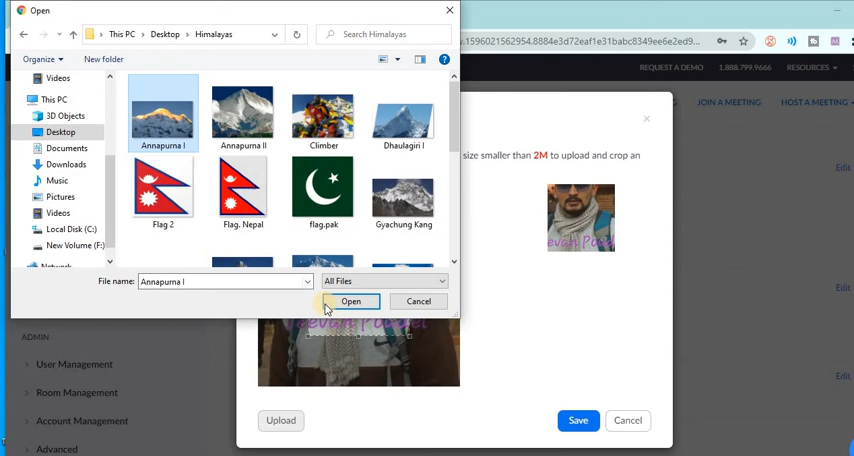 Open
This PC > Desktop > Himalayas
Search Himalayas
.1596021562954.8884e3d72eaf1e31babc8349ee6e2ed9...
Organize
New folder
REQUEST A DEMO 1.888.799.9666 RESOURCES
Videos
This PC
3D Objects
Desktop
Documents
Downloads
Music
Pictures
Videos
Local Disk (C:)
New Volume (F:)
Network
Annapurna I
Annapurna II
Climber
Dhaulagiri I
Flag 2
Flag. Nepal
flag.pak
Gyachung Kang
JOIN A MEETING HOST A MEETING
size smaller than 2M to upload and crop an
Edit
File name: Annapurna I
All Files
Open
Cancel
Edit
ADMIN
User Management
Room Management
Account Management
Advanced
Edit
Upload
Save
Cancel